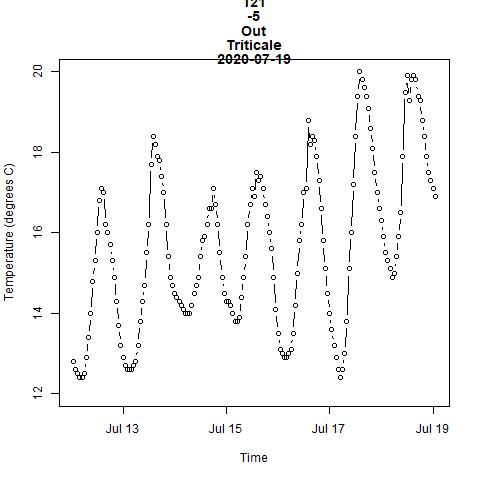 121
-5
Out
Triticale
2020-07-19
Temperature (degrees C)
20
18
16
14
12
Jul 13
Jul 15
Jul 17
Jul 19
Time